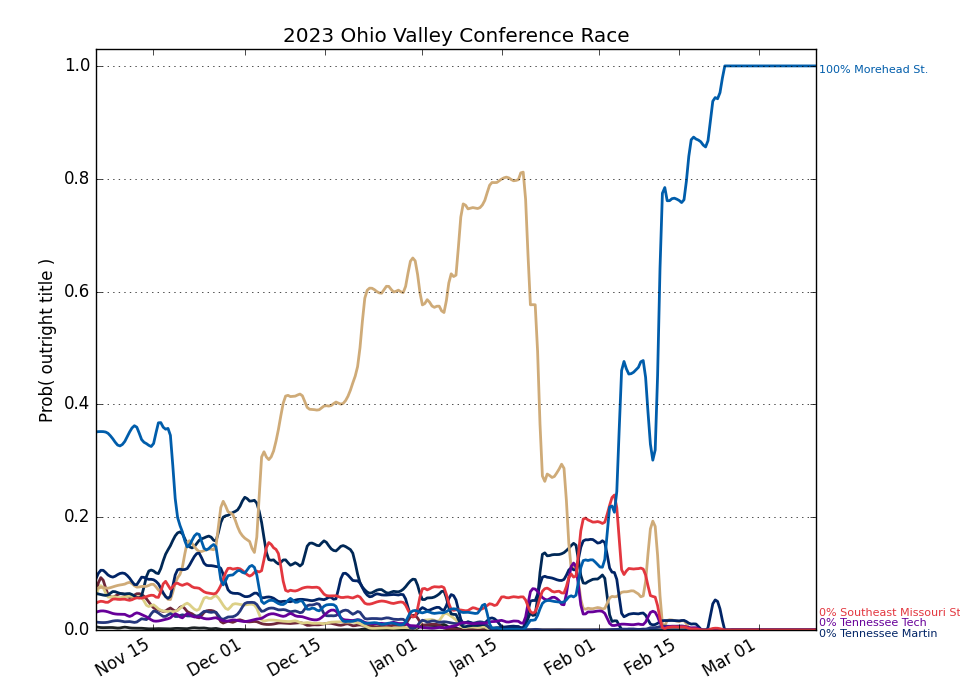 2023 Ohio Valley Conference Race
Prob( outright title )
1.0
0.8
0.6
0.4
0.2
0.0
Nov 15
Dec 01
Dec 15
Jan 01
Jan 15
Feb 01
Feb 15
Mar 01
100% Morehead St.
0% Southeast Missouri St
0% Tennessee Tech
0% Tennessee Martin